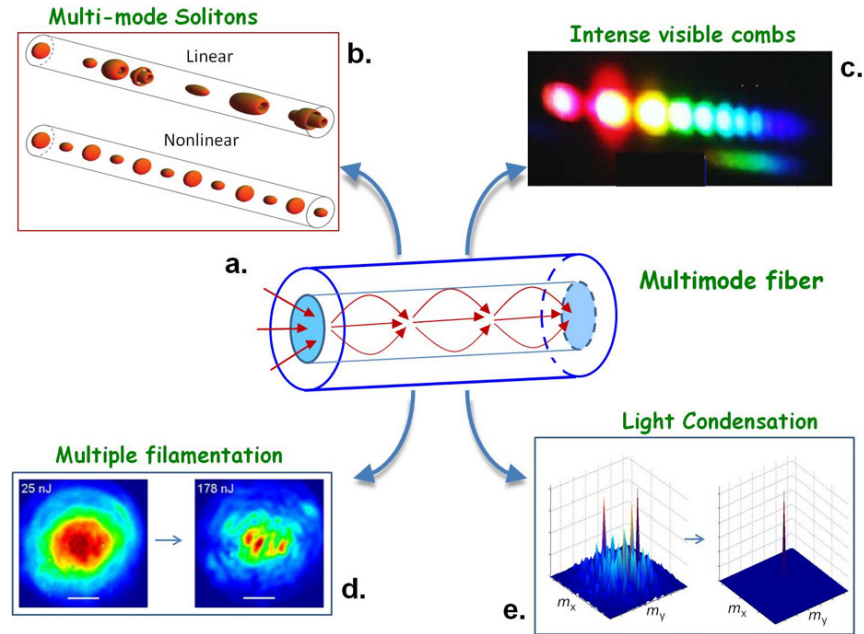 Multi-mode Solitons
b.
Linear
Nonlinear
Intense visible combs
c.
a.
Multimode fiber
Multiple filamentation
25 nJ
178 nJ
d.
Light Condensation
mx
my
mx
my
e.